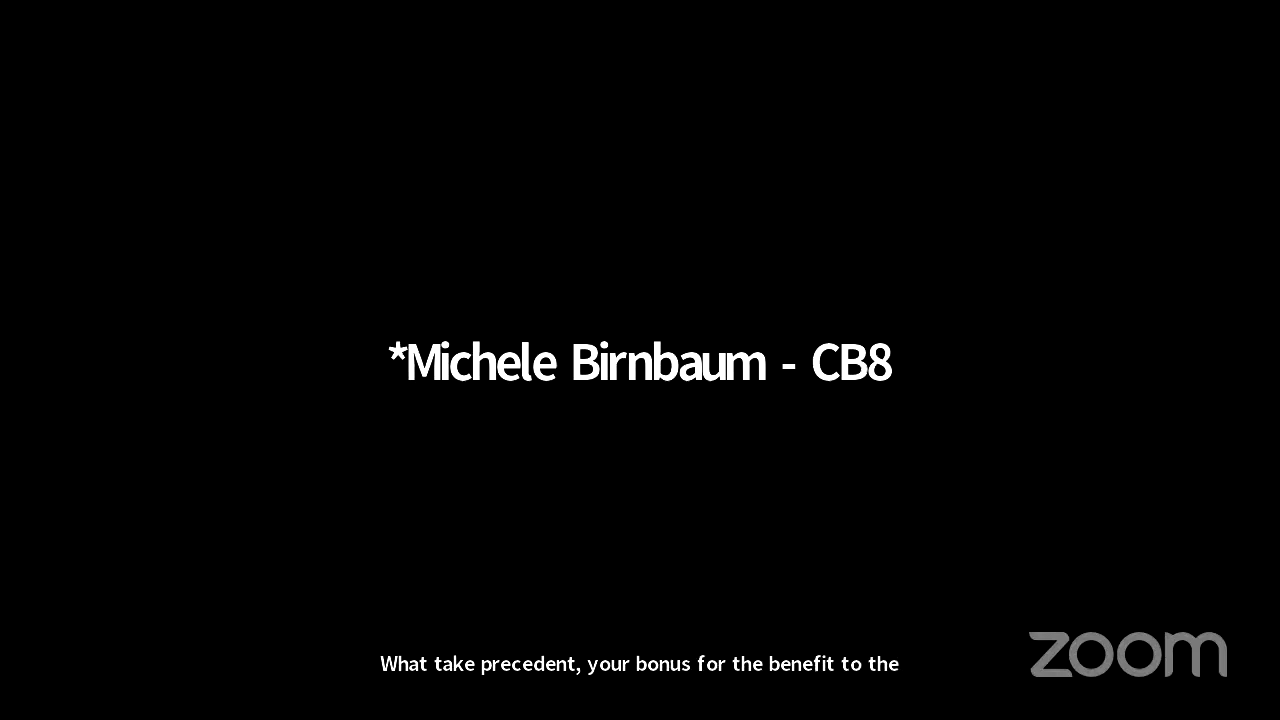 *Michele Birnbaum - CB8
What take precedent, your bonus for the benefit to the
zoom